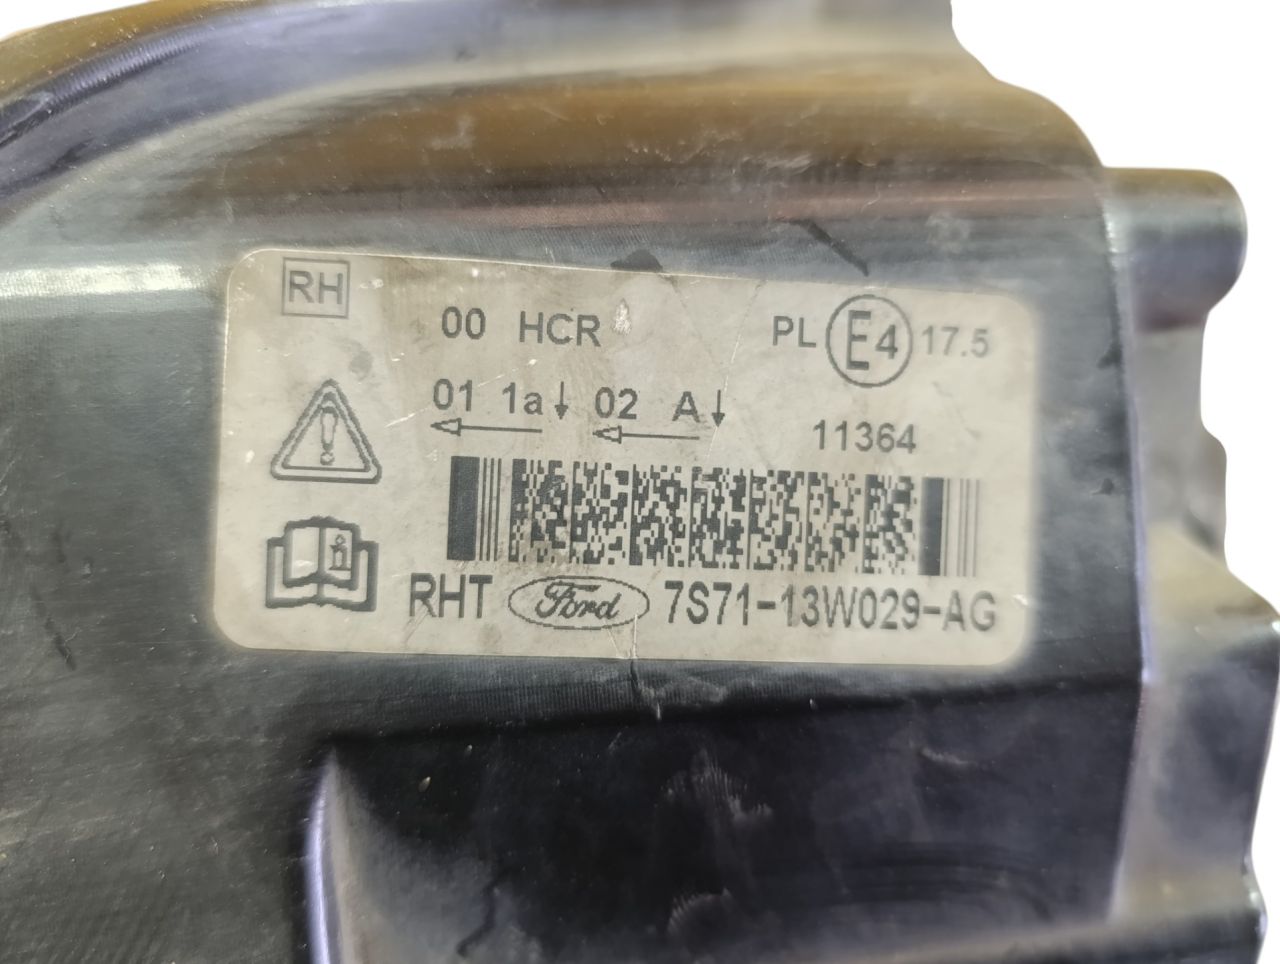 RH
00 HCR PL E4 17.5
01 1a 02 A
11364
RHT Ford 7S71-13W029-AG